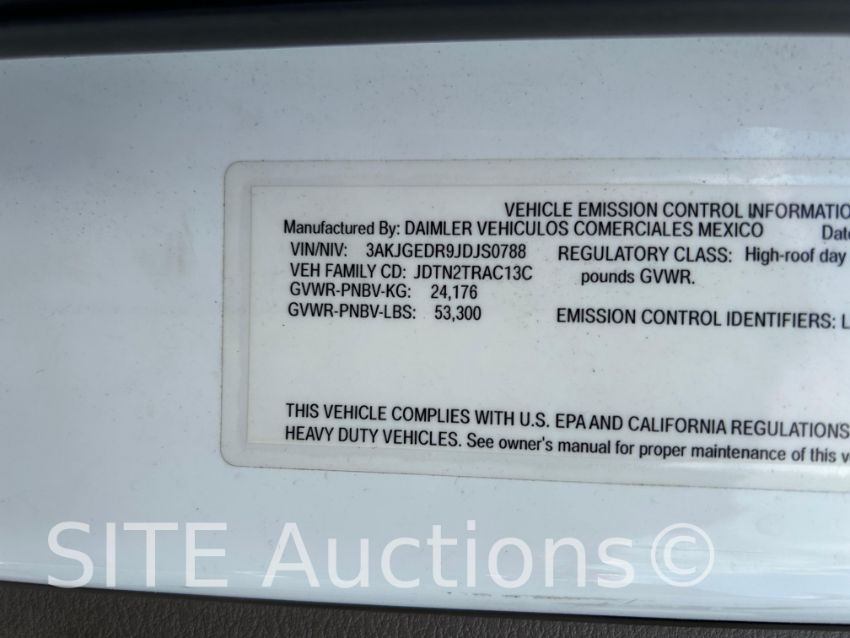 VEHICLE EMISSION CONTROL INFORMATIO
Manufactured By: DAIMLER VEHICULOS COMERCIALES MEXICO Date
VIN/NIV: 3AKJGEDR9JDJS0788 REGULATORY CLASS: High-roof day
VEH FAMILY CD: JDTN2TRAC13C pounds GVWR.
GVWR-PNBV-KG: 24,176
GVWR-PNBV-LBS: 53,300 EMISSION CONTROL IDENTIFIERS: L
THIS VEHICLE COMPLIES WITH U.S. EPA AND CALIFORNIA REGULATIONS
HEAVY DUTY VEHICLES. See owner's manual for proper maintenance of this v
SITE Auctions©